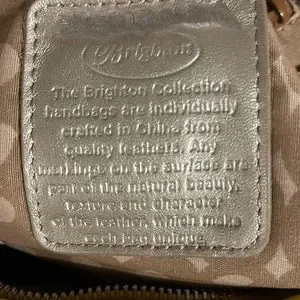 Brighton
The Brighton Collection
handbags are individually
crafted in China from
quality leathers. Any
markings on the surface are
part of the natural beauty,
texture and character
of the leather, which make
each bag unique.